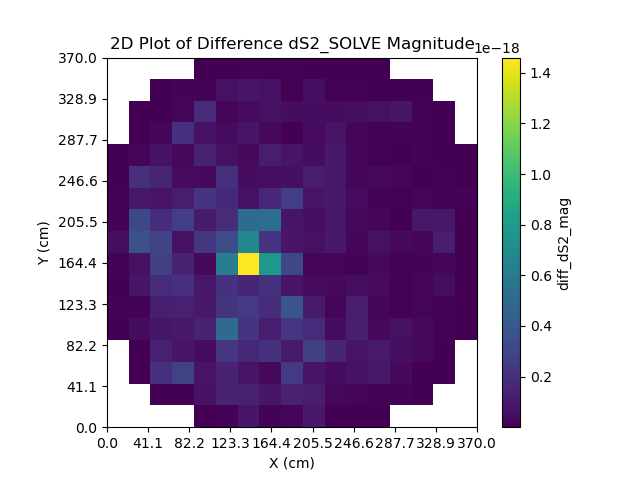 2D Plot of Difference dS2_SOLVE Magnitude
1e−18
370.0
328.9
287.7
246.6
205.5
164.4
123.3
82.2
41.1
0.0
Y (cm)
0.0 41.1 82.2 123.3 164.4 205.5 246.6 287.7 328.9 370.0
X (cm)
1.4
1.2
1.0
0.8
0.6
0.4
0.2
diff_dS2_mag